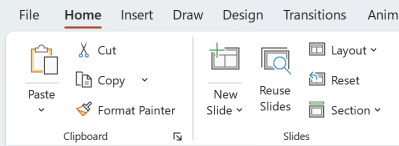 File Home Insert Draw Design Transitions Anim
Paste
Cut
Copy
Format Painter
Clipboard
New
Slide
Reuse
Slides
Layout
Reset
Section
Slides